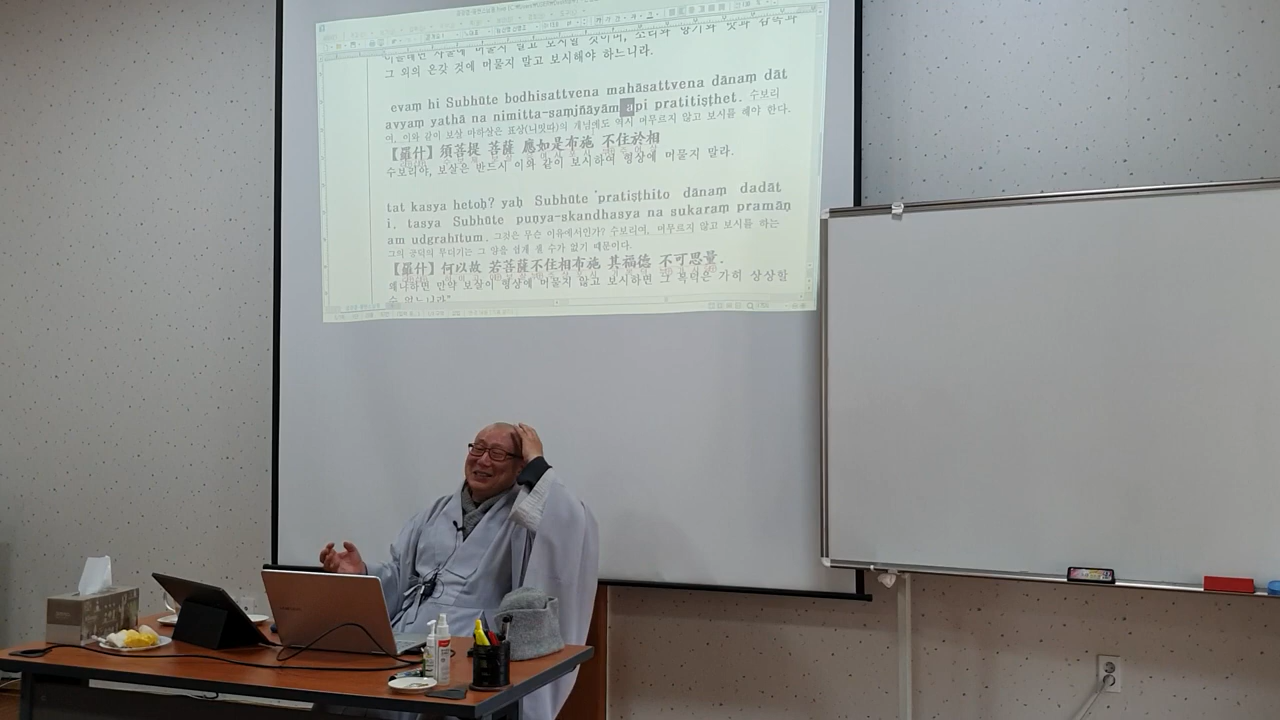 그 외의 온갖 것에 머물지 말고 보시해야 하느니라.
evaṃ hi Subhūte bodhisattvena mahāsattvena dānaṃ dāt
avyaṃ yathā na nimitta-saṃjñāyām api pratitiṣṭhet. 수보리
여, 이와 같이 보살 마하살은 표상(니밋따)의 개념에도 역시 머무르지 않고 보시를 해야 한다.
【羅什】須菩提 菩薩 應如是布施 不住於相
수보리야, 보살은 반드시 이와 같이 보시하여 형상에 머물지 말라.
tat kasya hetoḥ? yaḥ Subhūte 'pratiṣṭhito dānaṃ dadāt
i, tasya Subhūte puṇya-skandhasya na sukaraṃ pramāṇ
am udgrahītum. 그것은 무슨 이유에서인가? 수보리여, 머무르지 않고 보시를 하는
그의 공덕의 무더기는 그 양을 쉽게 잴 수가 없기 때문이다.
【羅什】何以故 若菩薩不住相布施 其福德 不可思量.
왜냐하면 만약 보살이 형상에 머물지 않고 보시하면 그 복덕은 가히 상상할
수 없느니라"